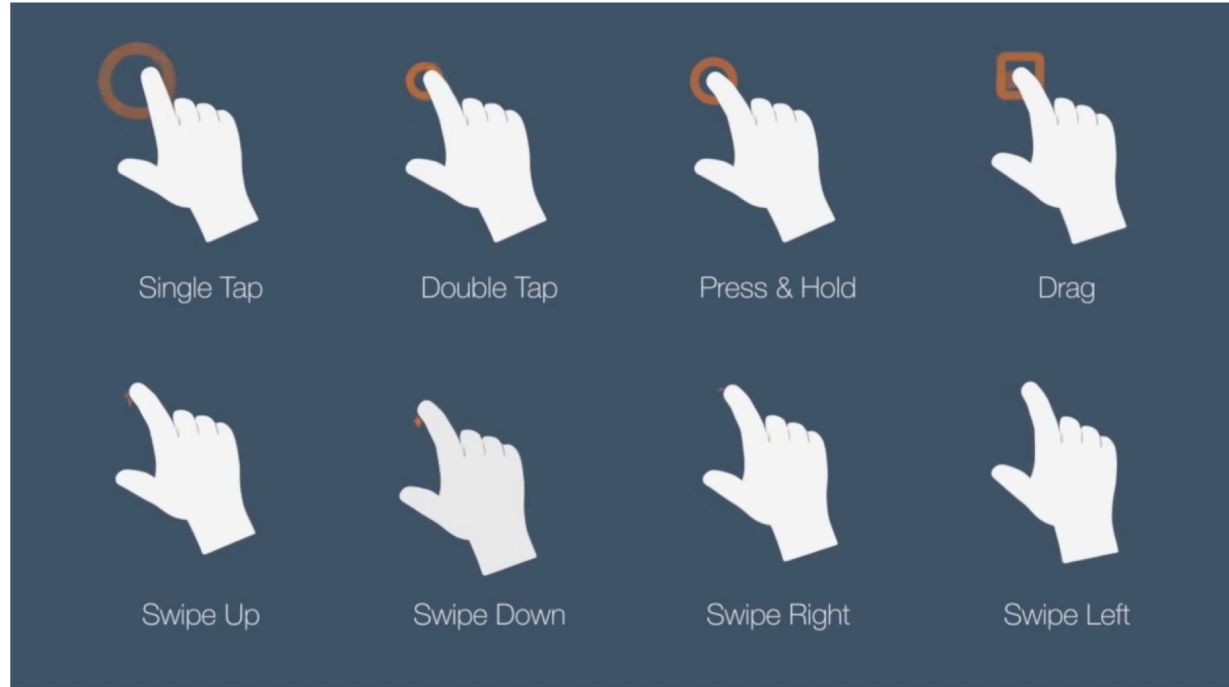 Single Tap
Double Tap
Press & Hold
Drag
Swipe Up
Swipe Down
Swipe Right
Swipe Left